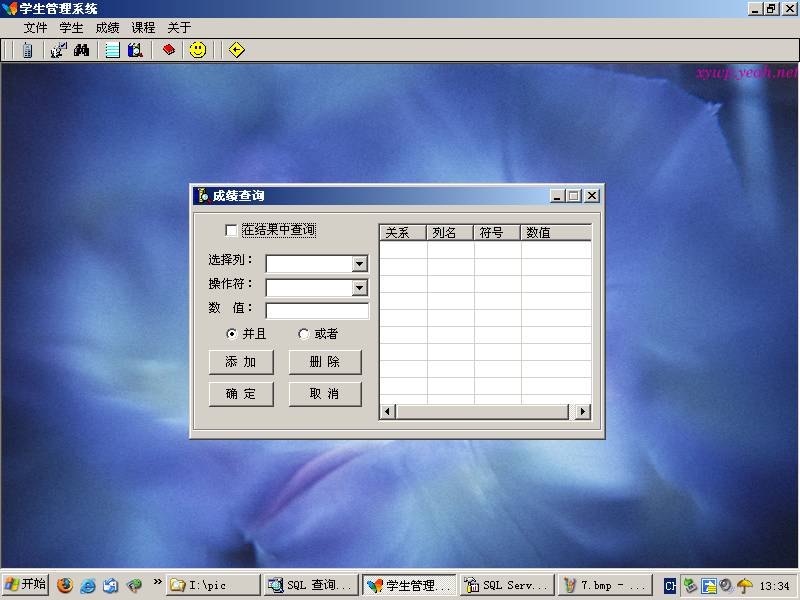 学生管理系统
文件 学生 成绩 课程 关于
xywj.yeah.net
成绩查询
在结果中查询
选择列：
操作符：
数 值：
并且 或者
添 加 删 除
确 定 取 消
关系 列名 符号 数值
开始 » I:\pic SQL 查询... 学生管理... SQL Serv... 7.bmp - ... CH 13:34